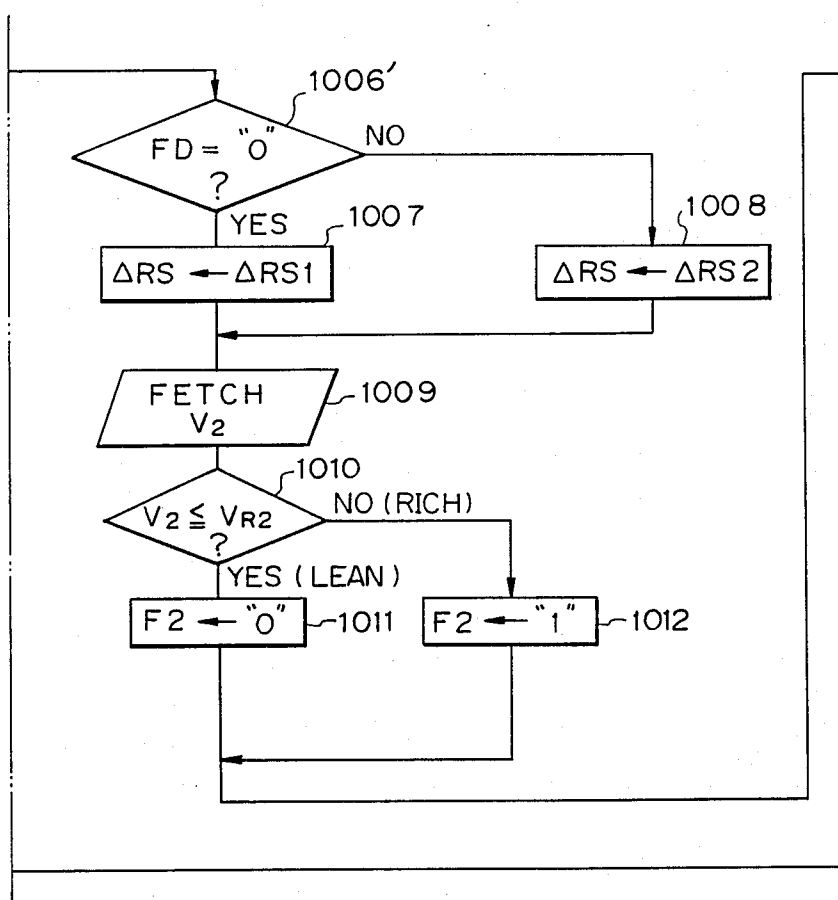 1006'
FD = "0"
?
NO
YES
1007
ΔRS ← ΔRS1
1008
ΔRS ← ΔRS2
FETCH
V2
1009
1010
V2 ≦ VR2
?
NO (RICH)
YES (LEAN)
F2 ← "0"
1011
F2 ← "1"
1012